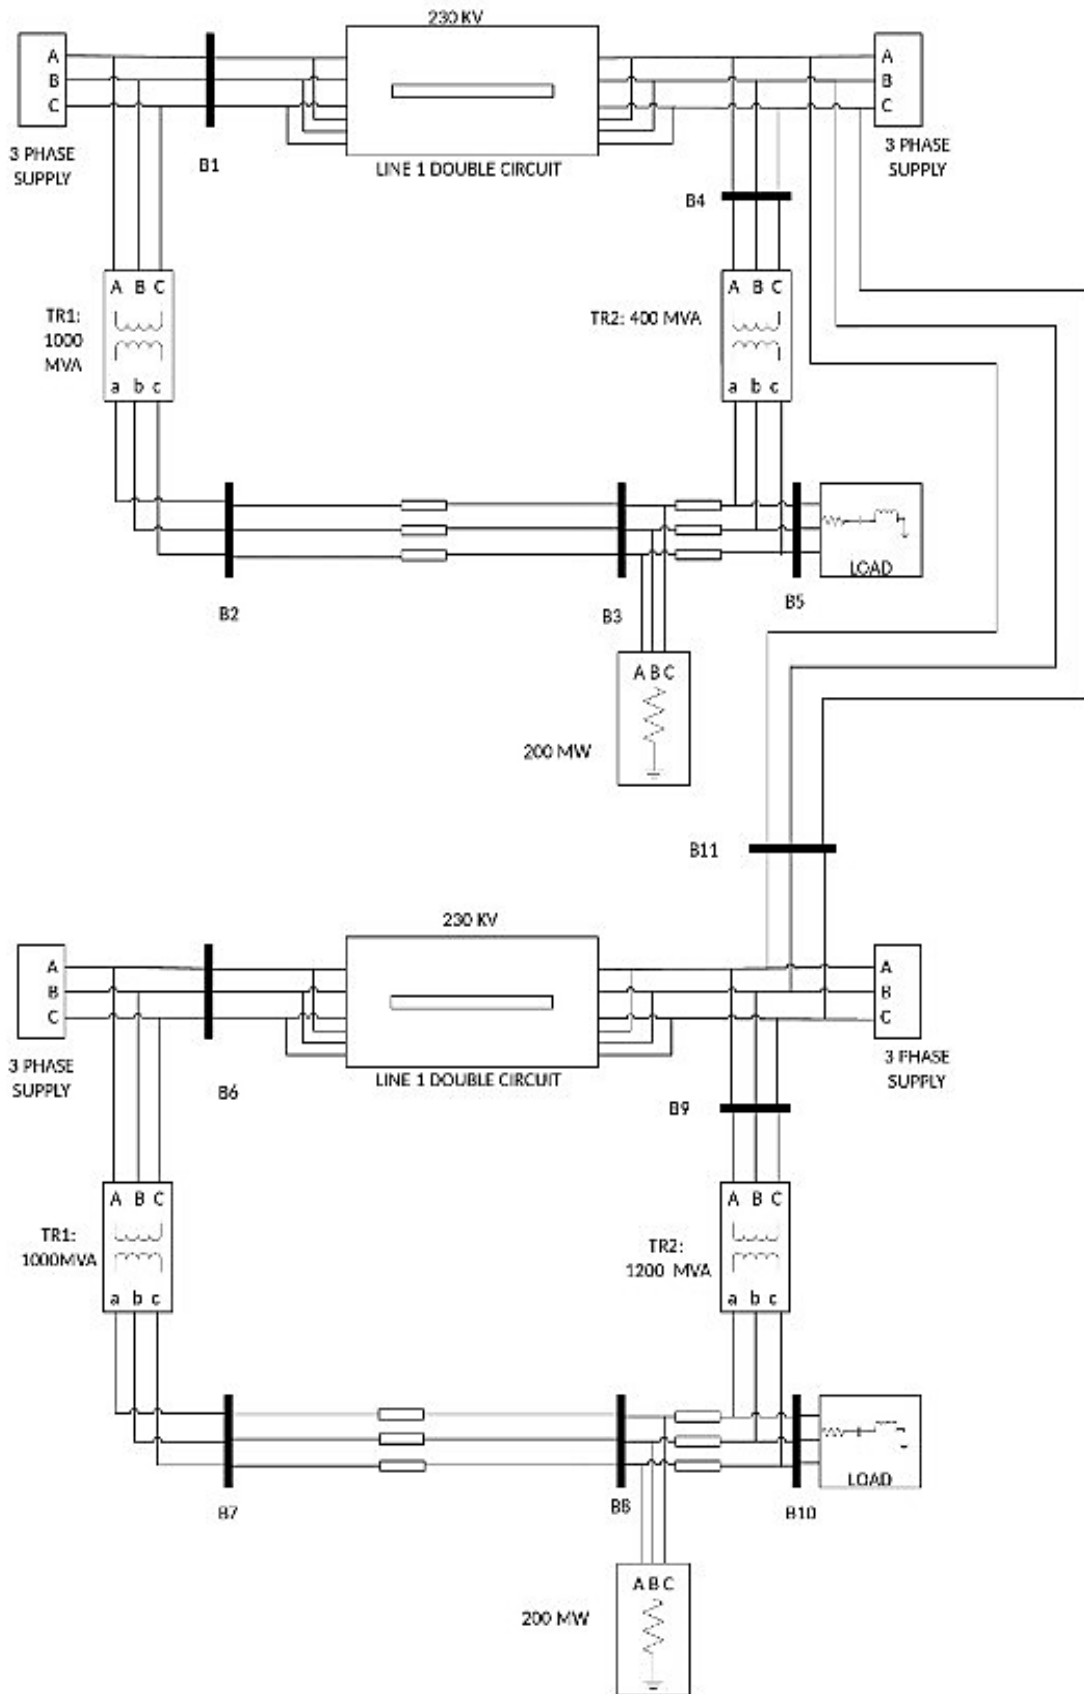 230 KV
A
B
C
A
B
C
3 PHASE
SUPPLY
B1
LINE 1 DOUBLE CIRCUIT
3 PHASE
SUPPLY
B4
A B C
A B C
TR1:
1000
MVA
TR2: 400 MVA
a b c
a b c
LOAD
B2
B3
B5
A B C
200 MW
B11
230 KV
A
B
C
A
B
C
3 PHASE
SUPPLY
B6
LINE 1 DOUBLE CIRCUIT
3 PHASE
SUPPLY
B9
A B C
A B C
TR1:
1000MVA
TR2:
1200 MVA
a b c
a b c
LOAD
B7
B8
B10
A B C
200 MW